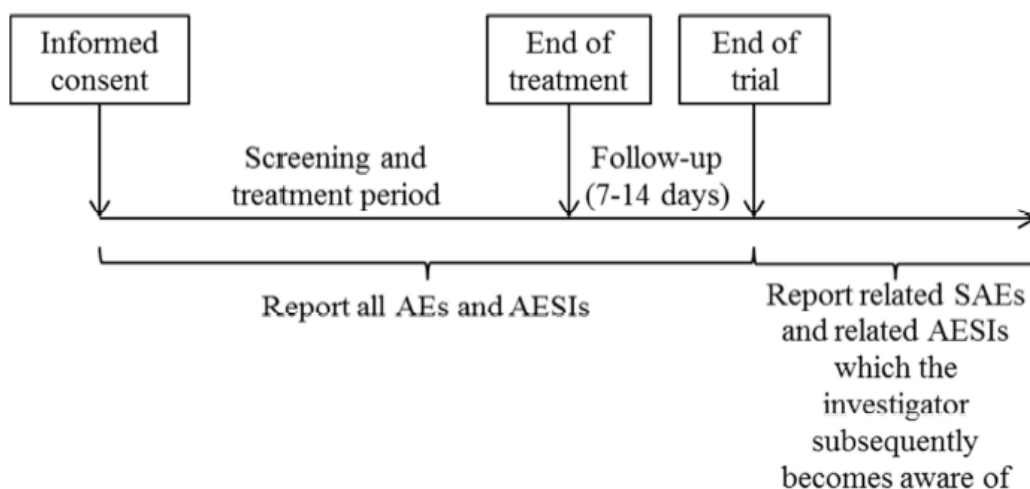 Informed
consent
End of
treatment
End of
trial
Screening and
treatment period
Follow-up
(7-14 days)
Report all AEs and AESIs
Report related SAEs
and related AESIs
which the
investigator
subsequently
becomes aware of